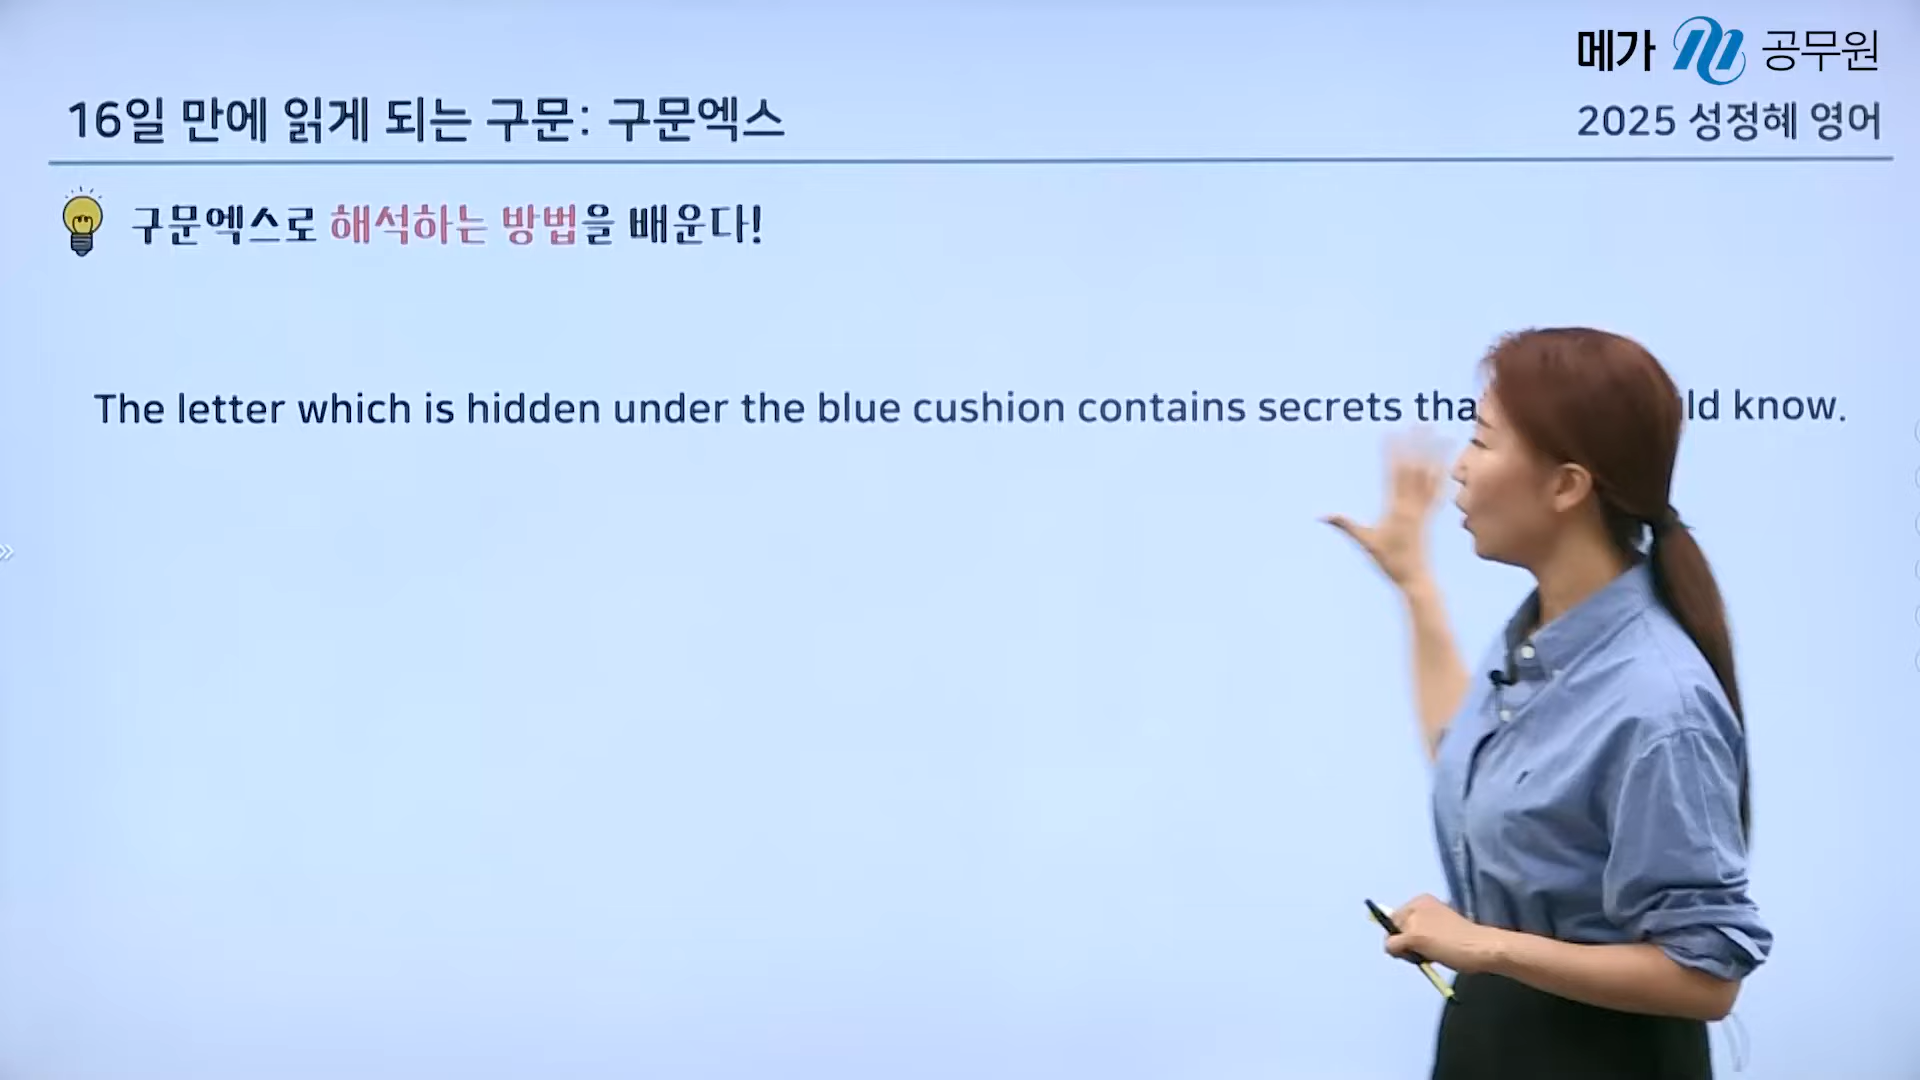 메가 공무원
16일 만에 읽게 되는 구문: 구문엑스
2025 성정혜 영어
구문엑스로 해석하는 방법을 배운다!
The letter which is hidden under the blue cushion contains secrets know.